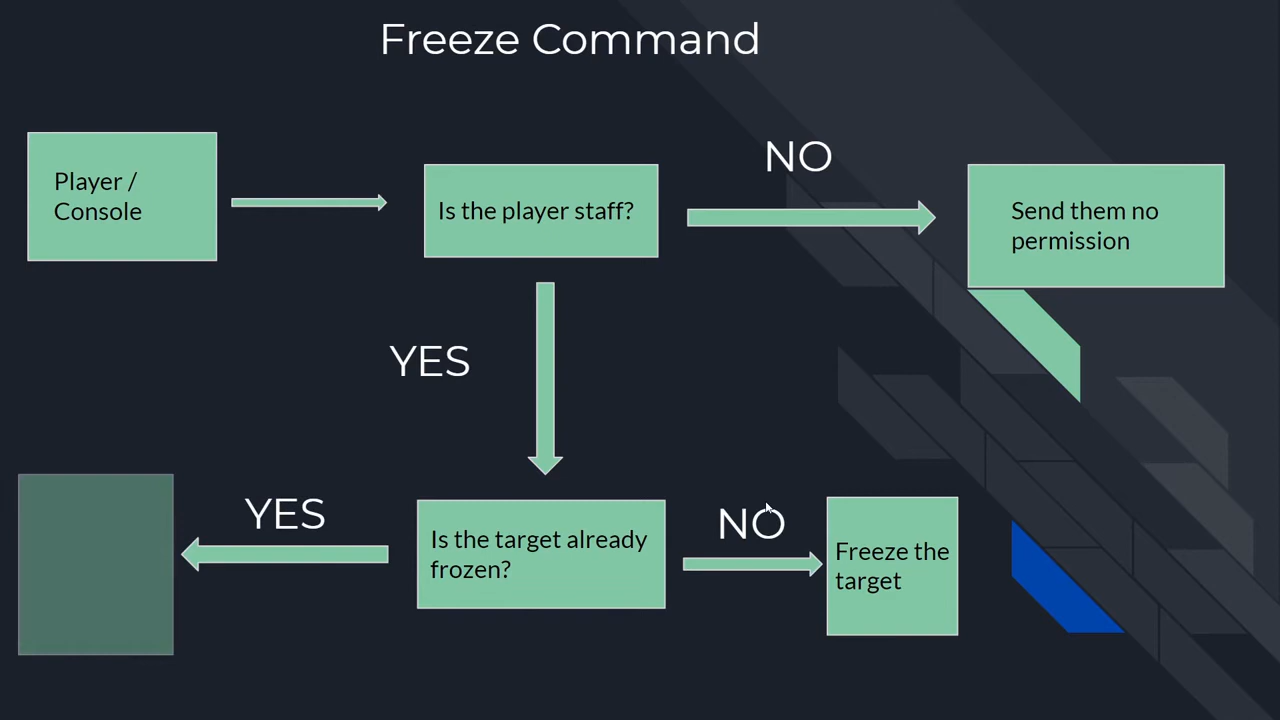 Freeze Command
Player /
Console
Is the player staff?
NO
Send them no
permission
YES
YES
Is the target already
frozen?
NO
Freeze the
target